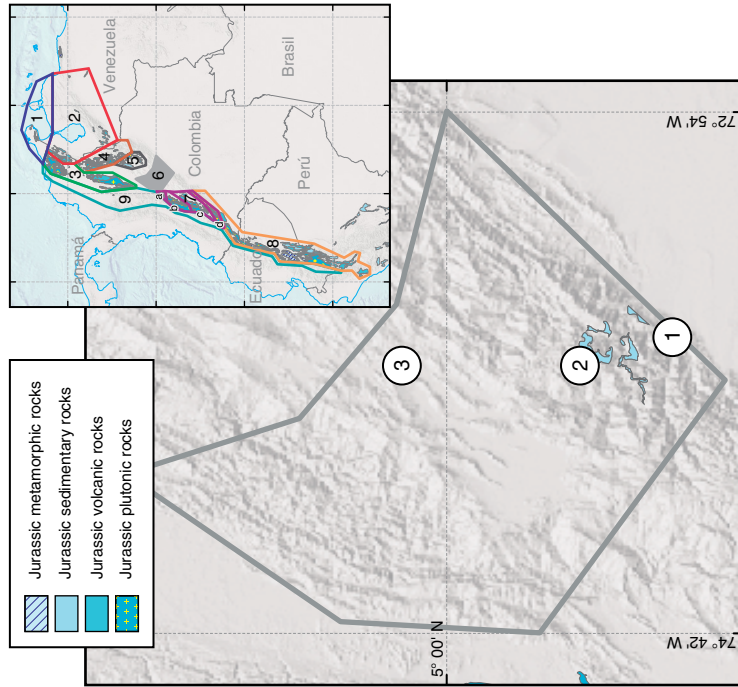 Jurassic metamorphic rocks
Jurassic sedimentary rocks
Jurassic volcanic rocks
Jurassic plutonic rocks
Panamá
Venezuela
Colombia
Ecuador
Perú
Brasil
1
2
3
4
5
6
7
8
9
a
b
c
d
5° 00' N
74° 42' W
72° 54' W
1
2
3